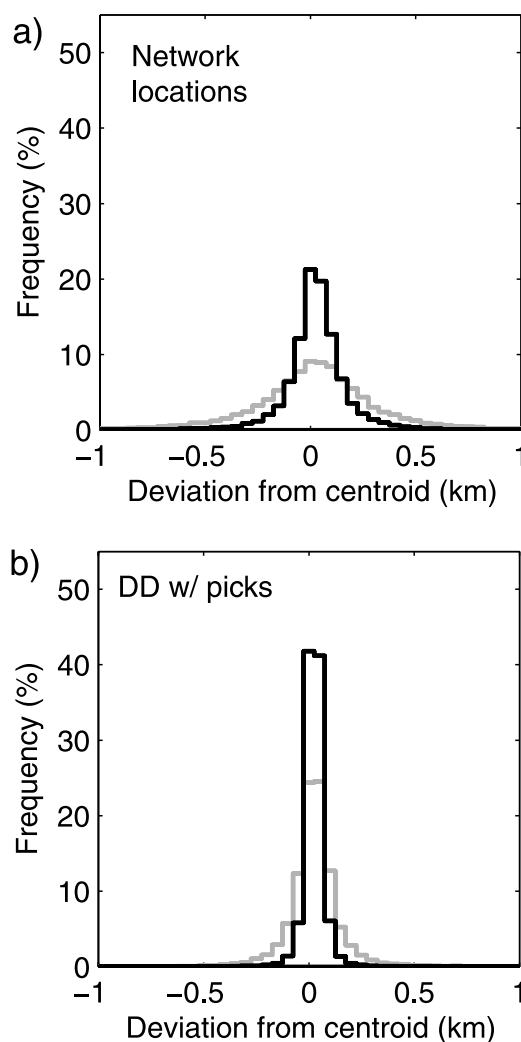 a)
Network
locations
Frequency (%)
50
40
30
20
10
0
−1 −0.5 0 0.5 1
Deviation from centroid (km)
b)
DD w/ picks
Frequency (%)
50
40
30
20
10
0
−1 −0.5 0 0.5 1
Deviation from centroid (km)